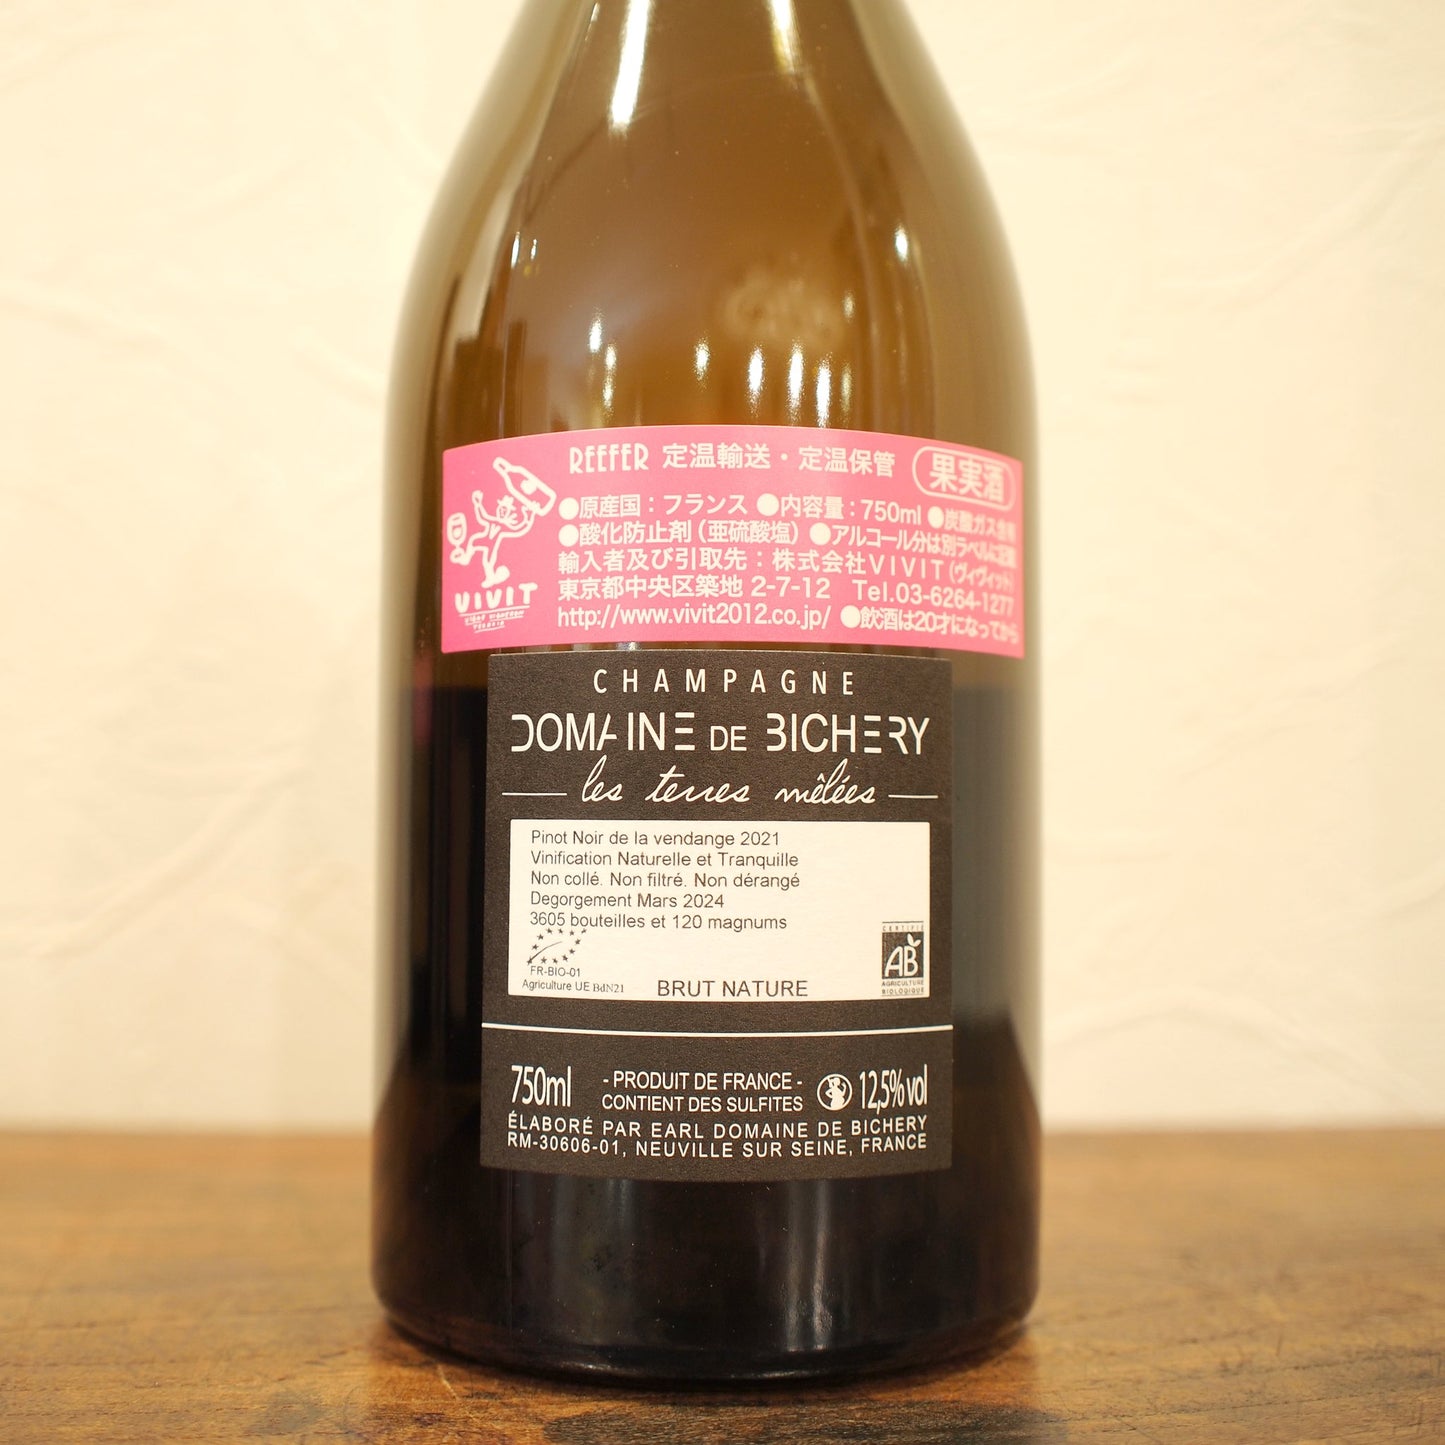 REEFER 定温輸送・定温保管 果実酒
●原産国：フランス ●内容量：750ml ●炭酸ガス含有
●酸化防止剤（亜硫酸塩） ●アルコール分は別ラベルに記載
輸入者及び引取先：株式会社VIVIT（ヴィヴィット）
東京都中央区築地 2-7-12 Tel.03-6264-1277
http://www.vivit2012.co.jp/ ●飲酒は20才になってから
VIVIT
CHAMPAGNE
DOMAINE DE BICHERY
les terres mêlées
Pinot Noir de la vendange 2021
Vinification Naturelle et Tranquille
Non collé. Non filtré. Non dérangé
Degorgement Mars 2024
3605 bouteilles et 120 magnums
FR-BIO-01
Agriculture UE BdN21
BRUT NATURE
CERTIFIÉ
AB
AGRICULTURE
BIOLOGIQUE
750ml
- PRODUIT DE FRANCE -
CONTIENT DES SULFITES
12,5% vol
ÉLABORÉ PAR EARL DOMAINE DE BICHERY
RM-30606-01, NEUVILLE SUR SEINE, FRANCE